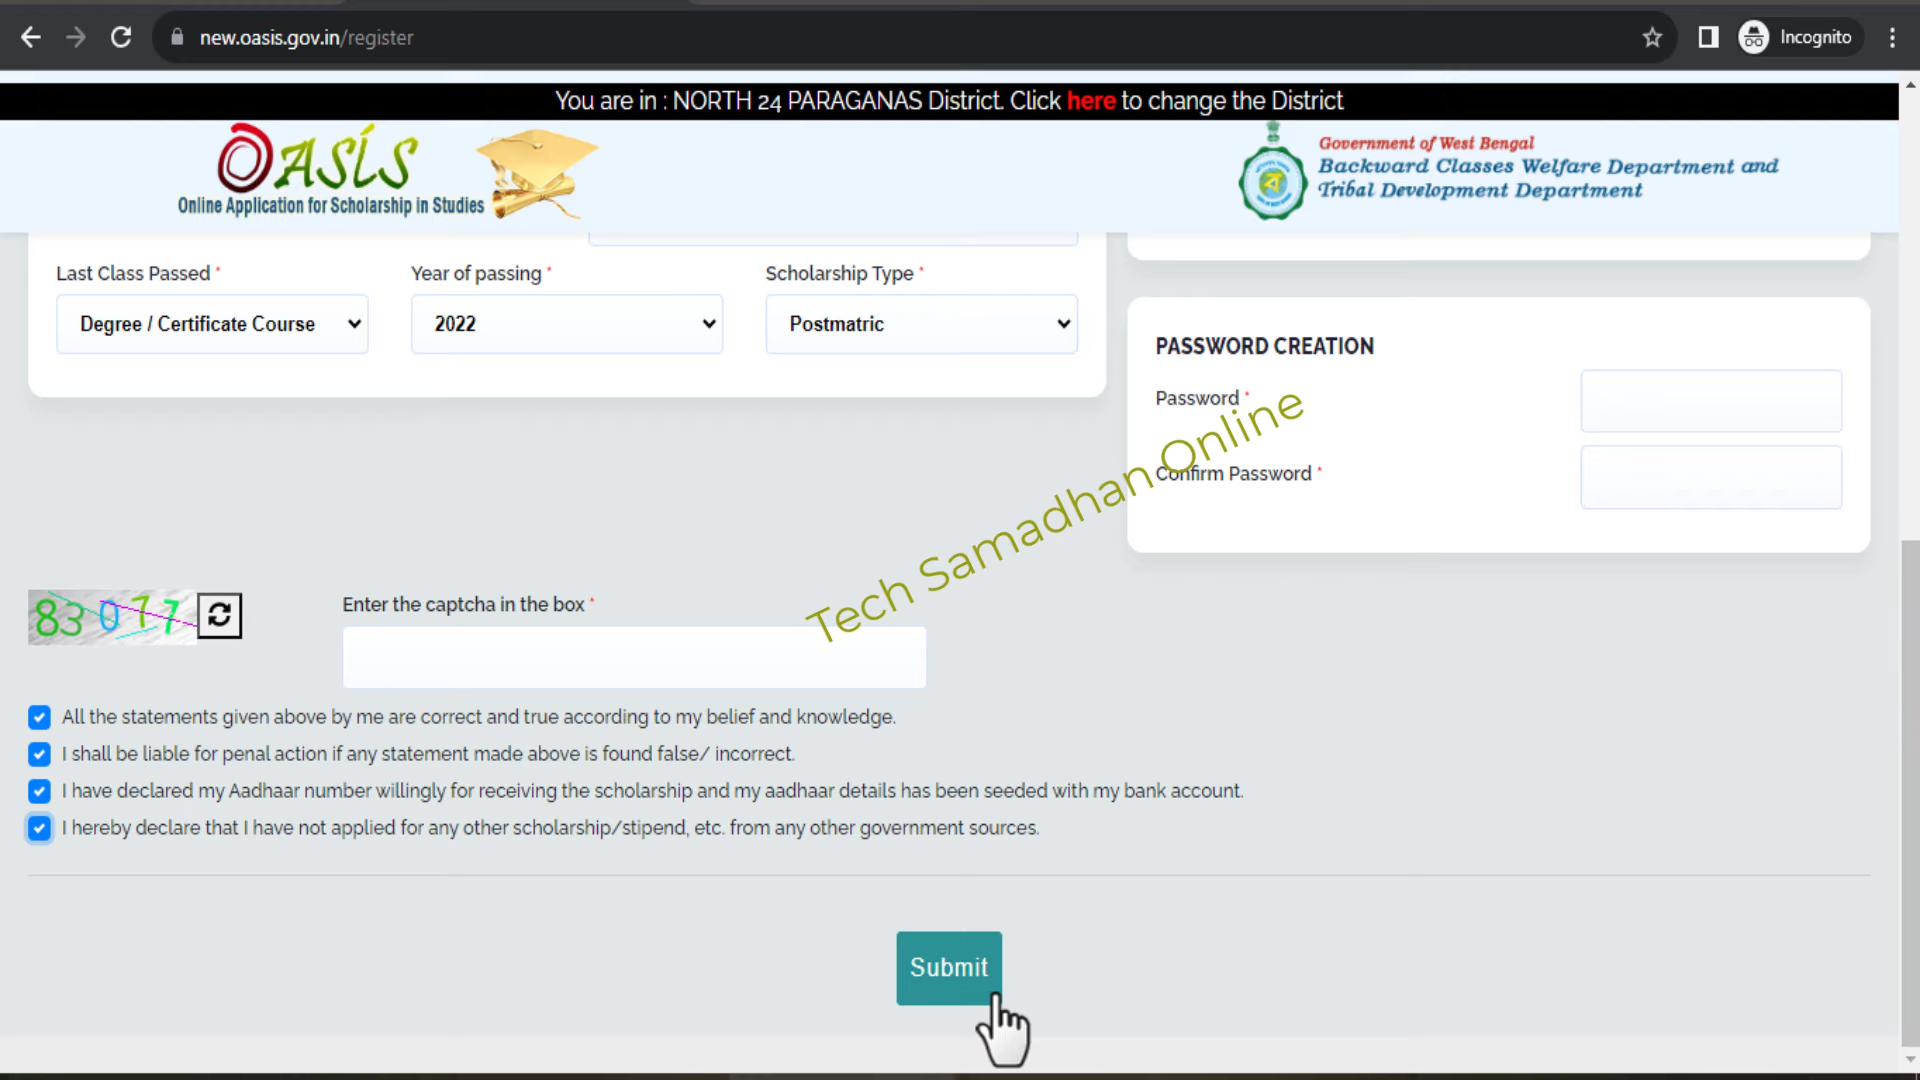 new.oasis.gov.in/register
Incognito
You are in : NORTH 24 PARAGANAS District. Click here to change the District
OASIS
Online Application for Scholarship in Studies
Government of West Bengal
Backward Classes Welfare Department and
Tribal Development Department
Last Class Passed *
Year of passing *
Scholarship Type *
Degree / Certificate Course
2022
Postmatric
PASSWORD CREATION
Password *
Confirm Password *
Tech Samadhan Online
83077
Enter the captcha in the box *
All the statements given above by me are correct and true according to my belief and knowledge.
I shall be liable for penal action if any statement made above is found false/ incorrect.
I have declared my Aadhaar number willingly for receiving the scholarship and my aadhaar details has been seeded with my bank account.
I hereby declare that I have not applied for any other scholarship/stipend, etc. from any other government sources.
Submit